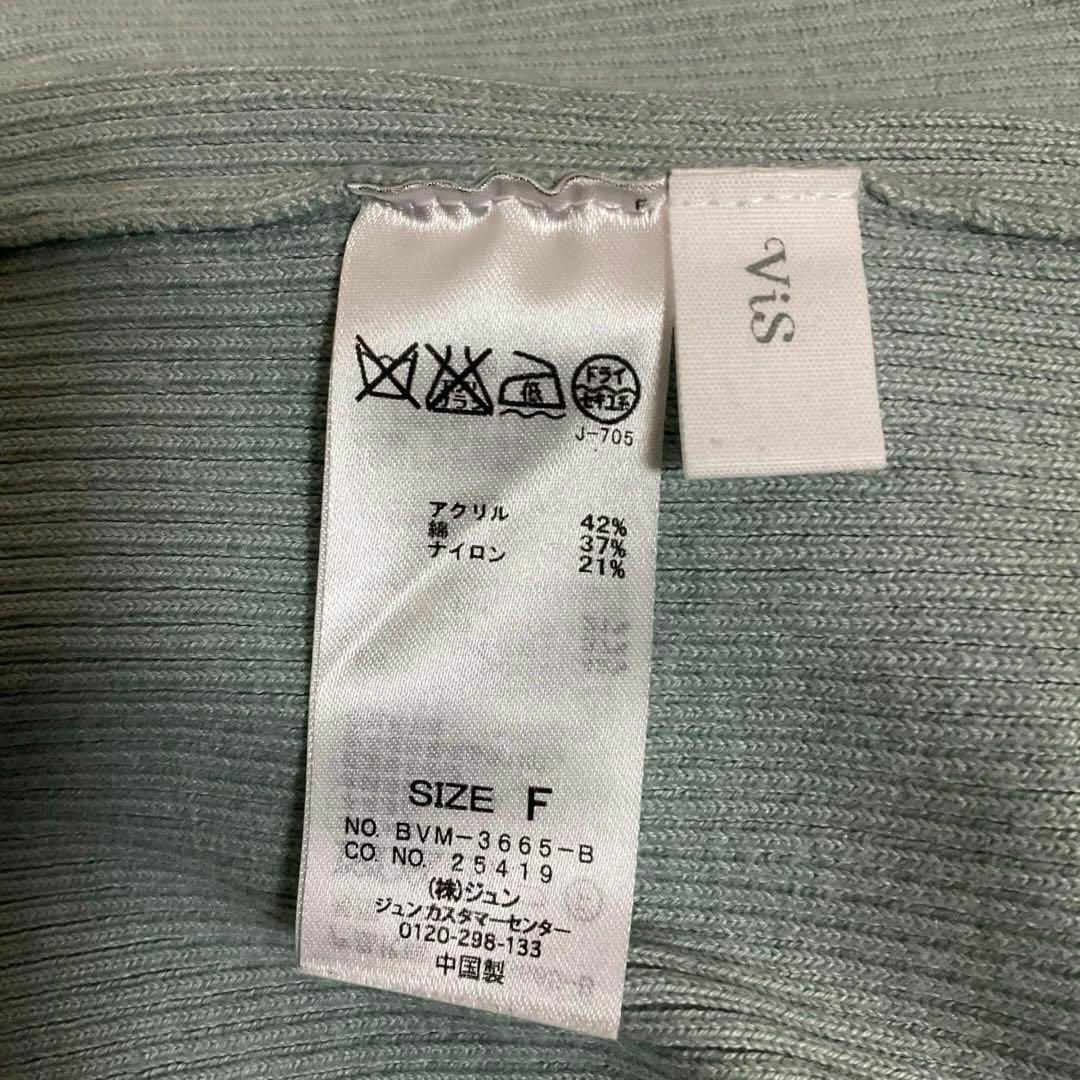 F
ViS
低
ドライ
セキユ系
J-705
アクリル 42%
綿 37%
ナイロン 21%
SIZE F
NO. BVM-3665-B
CO. NO. 25419
(株)ジュン
ジュンカスタマーセンター
0120-298-133
中国製